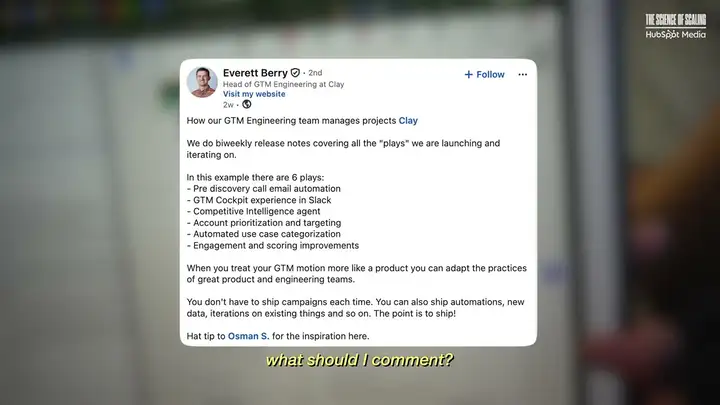 THE SCIENCE OF SCALING
HubSpot Media
Everett Berry · 2nd
Head of GTM Engineering at Clay
Visit my website
2w ·
+ Follow
...
How our GTM Engineering team manages projects Clay
We do biweekly release notes covering all the "plays" we are launching and
iterating on.
In this example there are 6 plays:
- Pre discovery call email automation
- GTM Cockpit experience in Slack
- Competitive Intelligence agent
- Account prioritization and targeting
- Automated use case categorization
- Engagement and scoring improvements
When you treat your GTM motion more like a product you can adapt the practices
of great product and engineering teams.
You don't have to ship campaigns each time. You can also ship automations, new
data, iterations on existing things and so on. The point is to ship!
Hat tip to Osman S. for the inspiration here.
what should I comment?